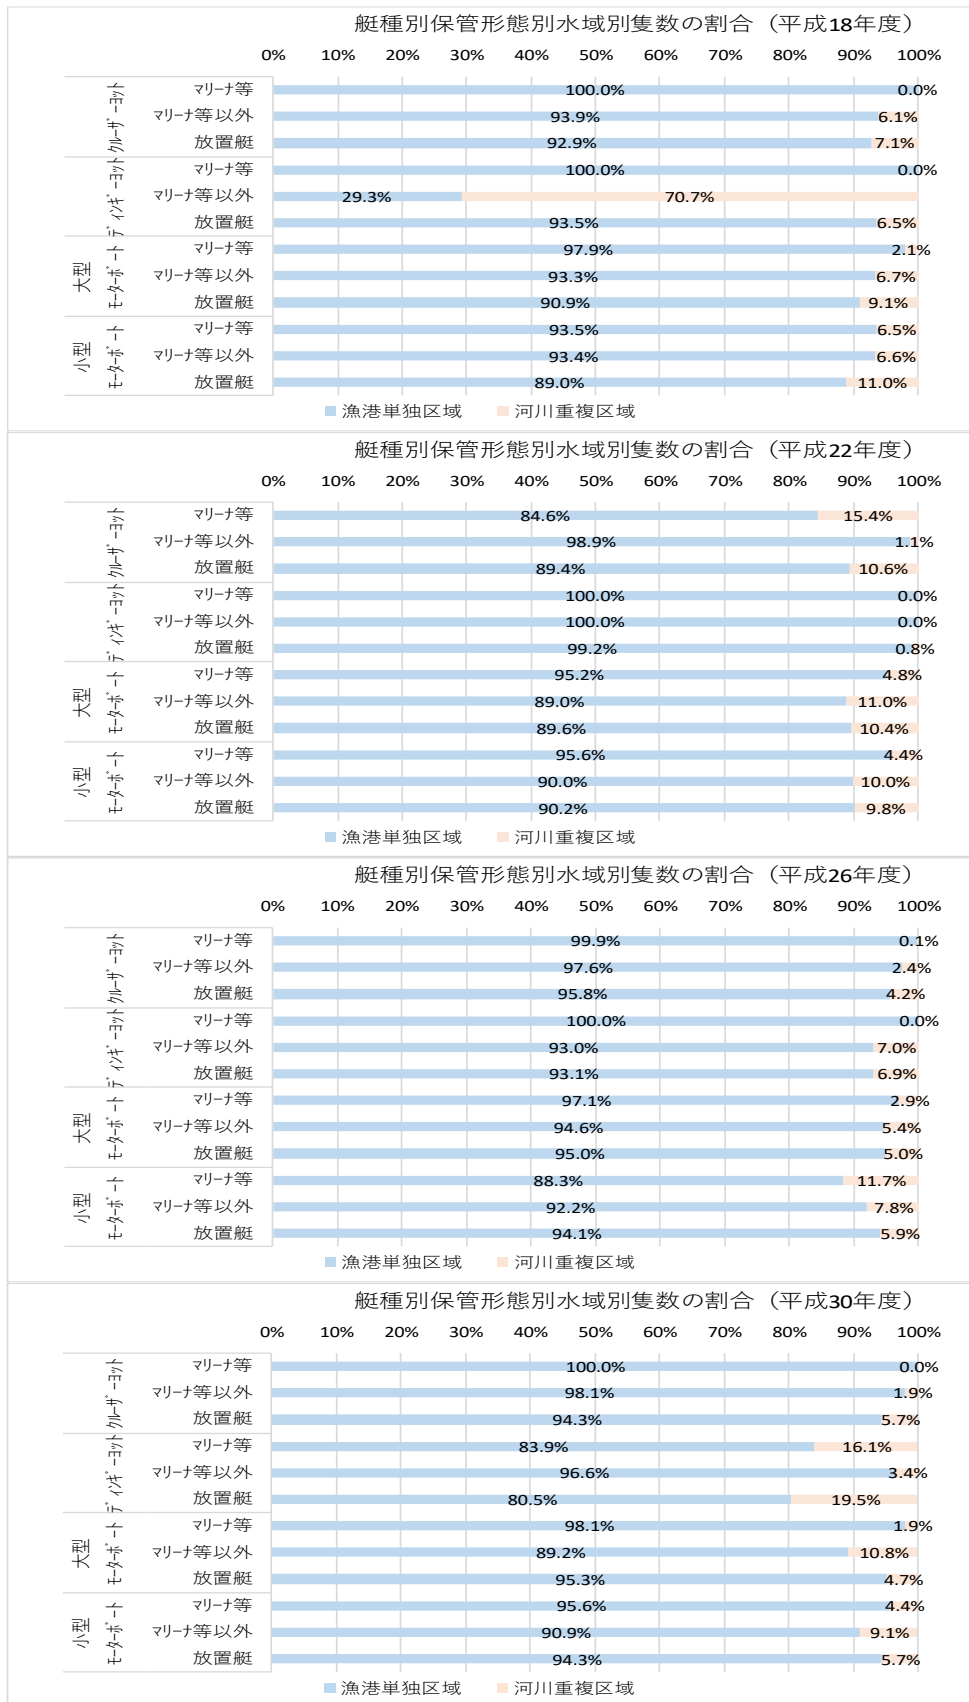 艇種別保管形態別水域別隻数の割合（平成18年度）
0% 10% 20% 30% 40% 50% 60% 70% 80% 90% 100%
クルーザーヨット
マリーナ等 100.0% 0.0%
マリーナ等以外 93.9% 6.1%
放置艇 92.9% 7.1%
ディンギーヨット
マリーナ等 100.0% 0.0%
マリーナ等以外 29.3% 70.7%
放置艇 93.5% 6.5%
大型
モーターボート
マリーナ等 97.9% 2.1%
マリーナ等以外 93.3% 6.7%
放置艇 90.9% 9.1%
小型
モーターボート
マリーナ等 93.5% 6.5%
マリーナ等以外 93.4% 6.6%
放置艇 89.0% 11.0%
漁港単独区域 河川重複区域
艇種別保管形態別水域別隻数の割合（平成22年度）
0% 10% 20% 30% 40% 50% 60% 70% 80% 90% 100%
クルーザーヨット
マリーナ等 84.6% 15.4%
マリーナ等以外 98.9% 1.1%
放置艇 89.4% 10.6%
ディンギーヨット
マリーナ等 100.0% 0.0%
マリーナ等以外 100.0% 0.0%
放置艇 99.2% 0.8%
大型
モーターボート
マリーナ等 95.2% 4.8%
マリーナ等以外 89.0% 11.0%
放置艇 89.6% 10.4%
小型
モーターボート
マリーナ等 95.6% 4.4%
マリーナ等以外 90.0% 10.0%
放置艇 90.2% 9.8%
漁港単独区域 河川重複区域
艇種別保管形態別水域別隻数の割合（平成26年度）
0% 10% 20% 30% 40% 50% 60% 70% 80% 90% 100%
クルーザーヨット
マリーナ等 99.9% 0.1%
マリーナ等以外 97.6% 2.4%
放置艇 95.8% 4.2%
ディンギーヨット
マリーナ等 100.0% 0.0%
マリーナ等以外 93.0% 7.0%
放置艇 93.1% 6.9%
大型
モーターボート
マリーナ等 97.1% 2.9%
マリーナ等以外 94.6% 5.4%
放置艇 95.0% 5.0%
小型
モーターボート
マリーナ等 88.3% 11.7%
マリーナ等以外 92.2% 7.8%
放置艇 94.1% 5.9%
漁港単独区域 河川重複区域
艇種別保管形態別水域別隻数の割合（平成30年度）
0% 10% 20% 30% 40% 50% 60% 70% 80% 90% 100%
クルーザーヨット
マリーナ等 100.0% 0.0%
マリーナ等以外 98.1% 1.9%
放置艇 94.3% 5.7%
ディンギーヨット
マリーナ等 83.9% 16.1%
マリーナ等以外 96.6% 3.4%
放置艇 80.5% 19.5%
大型
モーターボート
マリーナ等 98.1% 1.9%
マリーナ等以外 89.2% 10.8%
放置艇 95.3% 4.7%
小型
モーターボート
マリーナ等 95.6% 4.4%
マリーナ等以外 90.9% 9.1%
放置艇 94.3% 5.7%
漁港単独区域 河川重複区域